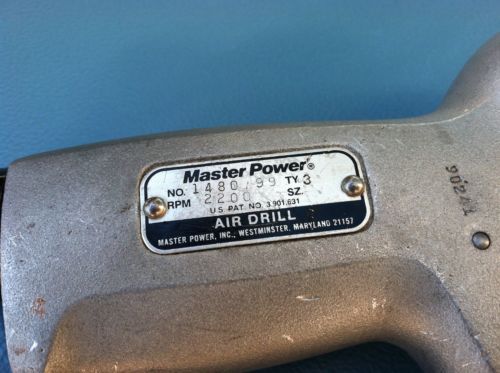 Master Power®
NO. 1480/99 TY. 3
RPM 2200 SZ.
U.S. PAT. NO. 3,901,631
AIR DRILL
MASTER POWER, INC., WESTMINSTER, MARYLAND 21157